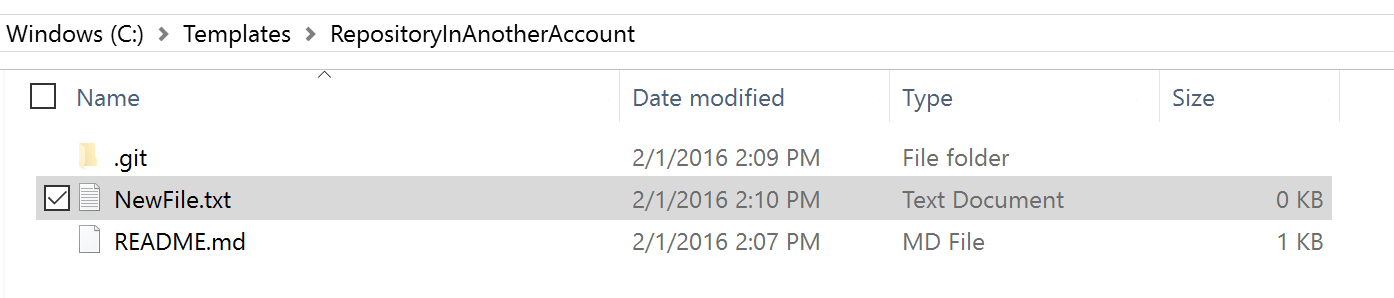 Windows (C:) > Templates > RepositoryInAnotherAccount
Name Date modified Type Size
.git 2/1/2016 2:09 PM File folder
NewFile.txt 2/1/2016 2:10 PM Text Document 0 KB
README.md 2/1/2016 2:07 PM MD File 1 KB